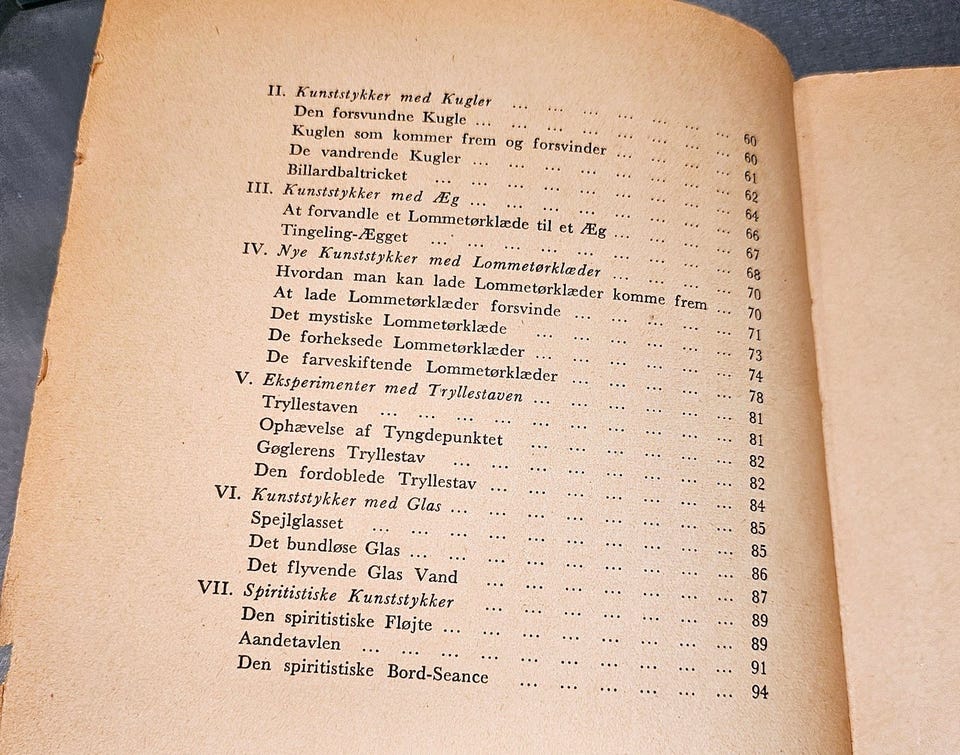 II. Kunststykker med Kugler ... ... ... ... ... ... ... 60
Den forsvundne Kugle ... ... ... ... ... ... ... 60
Kuglen som kommer frem og forsvinder ... ... ... ... 61
De vandrende Kugler ... ... ... ... ... ... ... 62
Billardbaltricket ... ... ... ... ... ... ... ... 64
III. Kunststykker med Æg ... ... ... ... ... ... ... 66
At forvandle et Lommetørklæde til et Æg ... ... ... ... 67
Tingeling-Ægget ... ... ... ... ... ... ... ... 68
IV. Nye Kunststykker med Lommetørklæder ... ... ... ... 70
Hvordan man kan lade Lommetørklæder komme frem ... 70
At lade Lommetørklæder forsvinde ... ... ... ... ... 71
Det mystiske Lommetørklæde ... ... ... ... ... ... 73
De forheksede Lommetørklæder ... ... ... ... ... ... 74
De farveskiftende Lommetørklæder ... ... ... ... ... 78
V. Eksperimenter med Tryllestaven ... ... ... ... ... ... 81
Tryllestaven ... ... ... ... ... ... ... ... ... ... 81
Ophævelse af Tyngdepunktet ... ... ... ... ... ... 82
Gøglerens Tryllestav ... ... ... ... ... ... ... ... 82
Den fordoblede Tryllestav ... ... ... ... ... ... ... 84
VI. Kunststykker med Glas ... ... ... ... ... ... ... ... 85
Spejlglasset ... ... ... ... ... ... ... ... ... ... 85
Det bundløse Glas ... ... ... ... ... ... ... ... ... 86
Det flyvende Glas Vand ... ... ... ... ... ... ... 87
VII. Spiritistiske Kunststykker ... ... ... ... ... ... ... 89
Den spiritistiske Fløjte ... ... ... ... ... ... ... ... 89
Aandetavlen ... ... ... ... ... ... ... ... ... ... 91
Den spiritistiske Bord-Seance ... ... ... ... ... ... 94